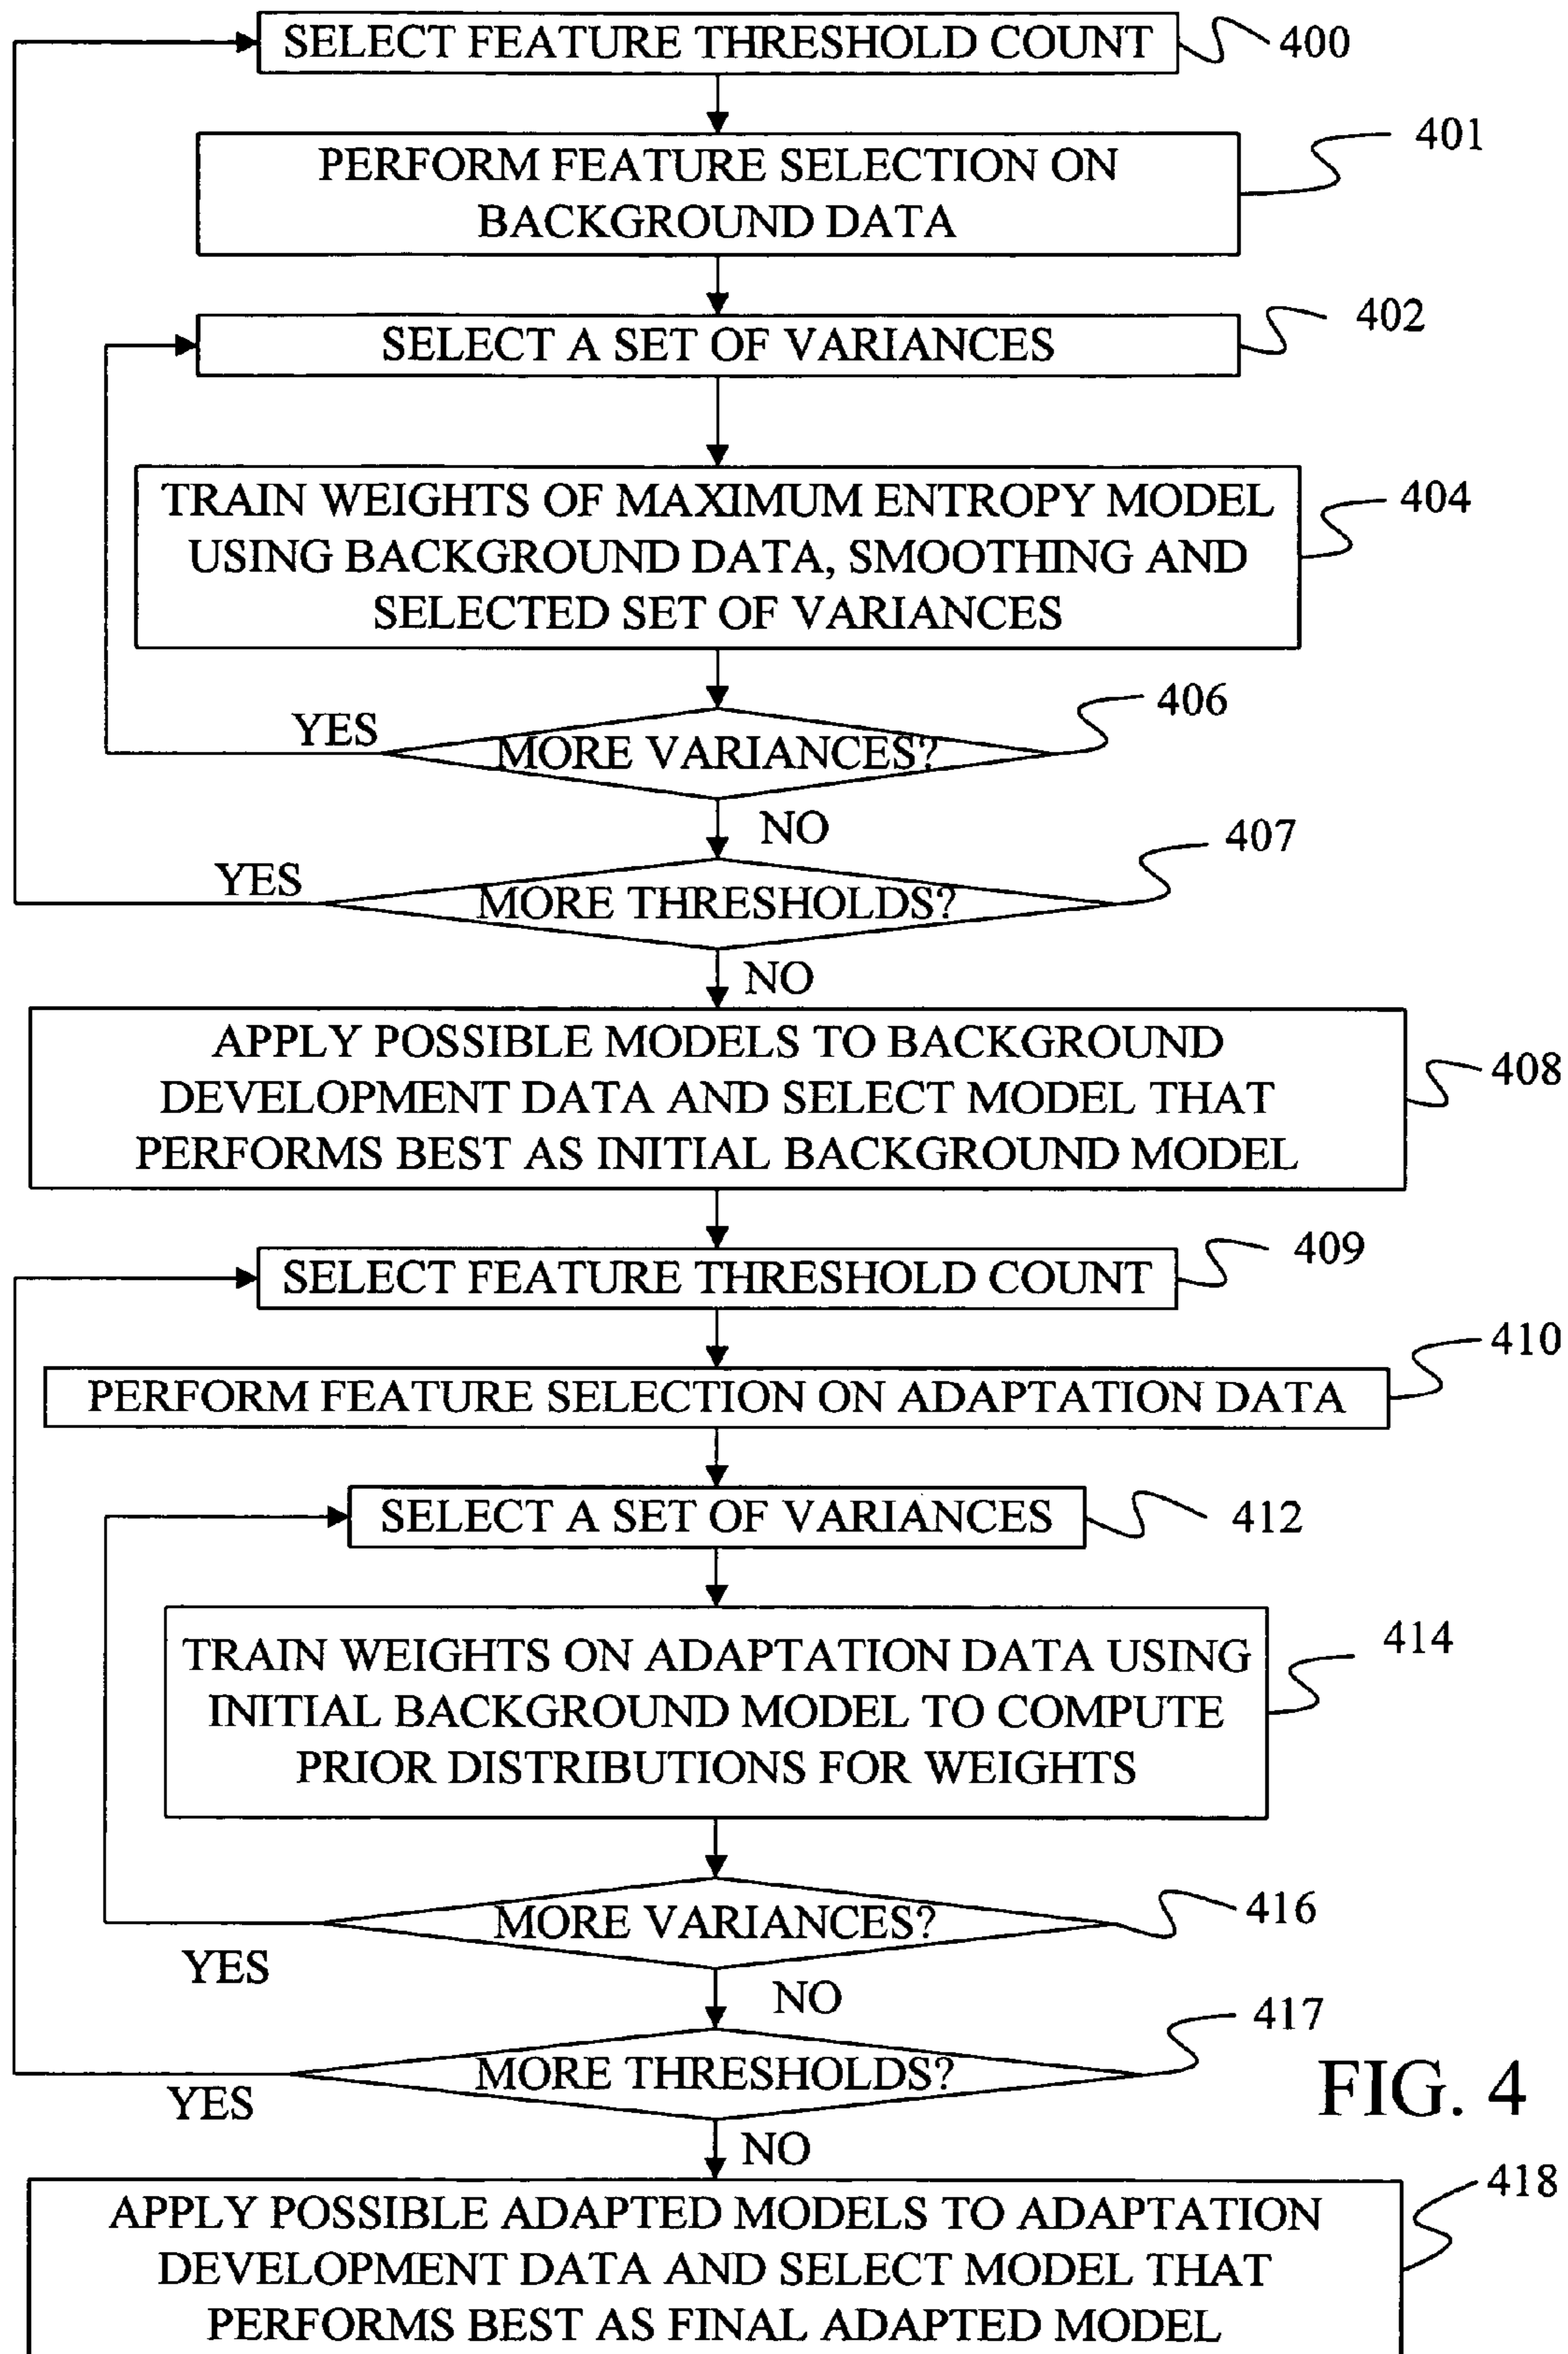 SELECT FEATURE THRESHOLD COUNT
400
PERFORM FEATURE SELECTION ON
BACKGROUND DATA
401
SELECT A SET OF VARIANCES
402
TRAIN WEIGHTS OF MAXIMUM ENTROPY MODEL
USING BACKGROUND DATA, SMOOTHING AND
SELECTED SET OF VARIANCES
404
MORE VARIANCES?
406
YES
NO
MORE THRESHOLDS?
407
YES
NO
APPLY POSSIBLE MODELS TO BACKGROUND
DEVELOPMENT DATA AND SELECT MODEL THAT
PERFORMS BEST AS INITIAL BACKGROUND MODEL
408
SELECT FEATURE THRESHOLD COUNT
409
PERFORM FEATURE SELECTION ON ADAPTATION DATA
410
SELECT A SET OF VARIANCES
412
TRAIN WEIGHTS ON ADAPTATION DATA USING
INITIAL BACKGROUND MODEL TO COMPUTE
PRIOR DISTRIBUTIONS FOR WEIGHTS
414
MORE VARIANCES?
416
YES
NO
MORE THRESHOLDS?
417
YES
NO
FIG. 4
APPLY POSSIBLE ADAPTED MODELS TO ADAPTATION
DEVELOPMENT DATA AND SELECT MODEL THAT
PERFORMS BEST AS FINAL ADAPTED MODEL
418